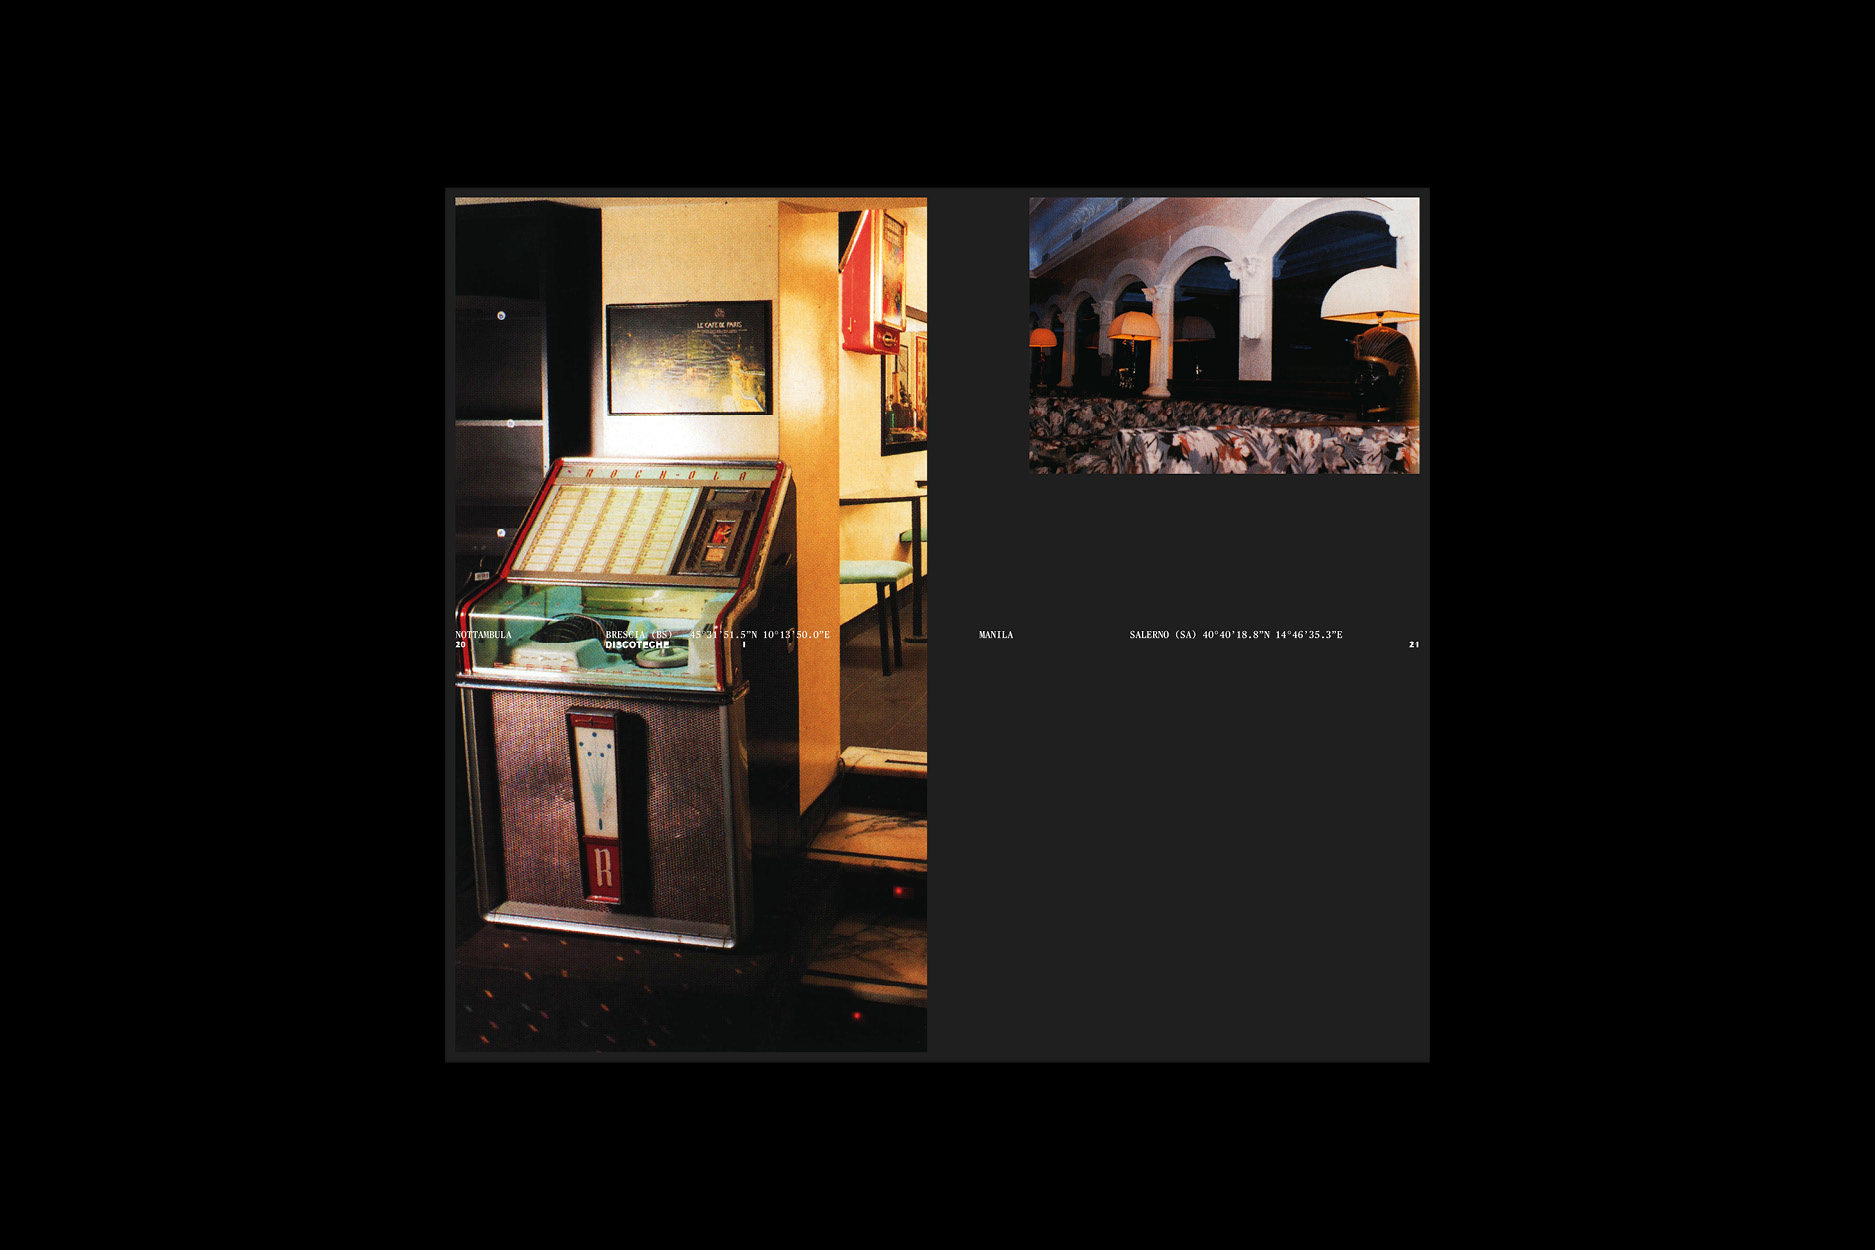 LE CAFE DE PARIS
ROCK-OLA
NOTTAMBULA BRESCIA (BS) 45°31'51.5”N 10°13'50.0”E
20 DISCOTECHE I
R
MANILA SALERNO (SA) 40°40'18.8”N 14°46'35.3”E
21